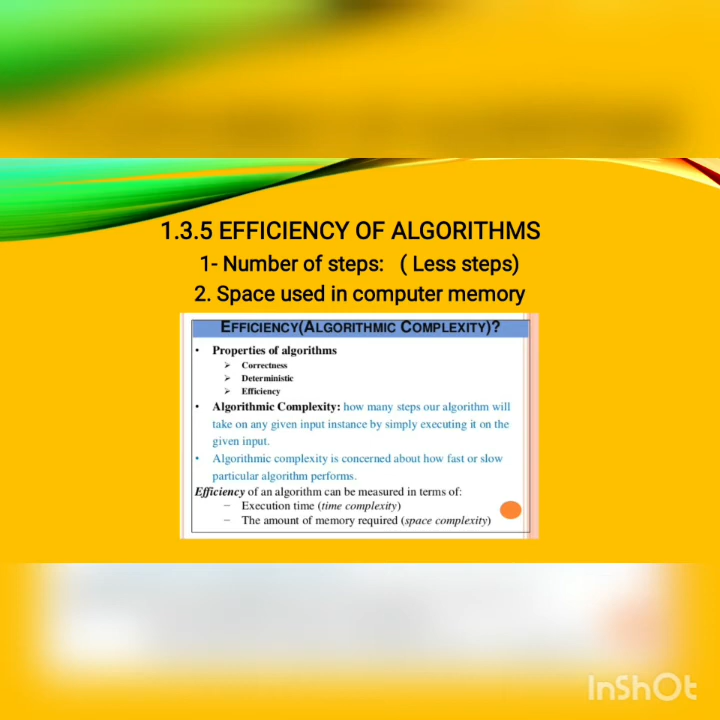 1.3.5 EFFICIENCY OF ALGORITHMS
1- Number of steps: ( Less steps)
2. Space used in computer memory
EFFICIENCY(ALGORITHMIC COMPLEXITY)?
• Properties of algorithms
➢ Correctness
➢ Deterministic
➢ Efficiency
• Algorithmic Complexity: how many steps our algorithm will
take on any given input instance by simply executing it on the
given input.
• Algorithmic complexity is concerned about how fast or slow
particular algorithm performs.
Efficiency of an algorithm can be measured in terms of:
– Execution time (time complexity)
– The amount of memory required (space complexity)
InShOt